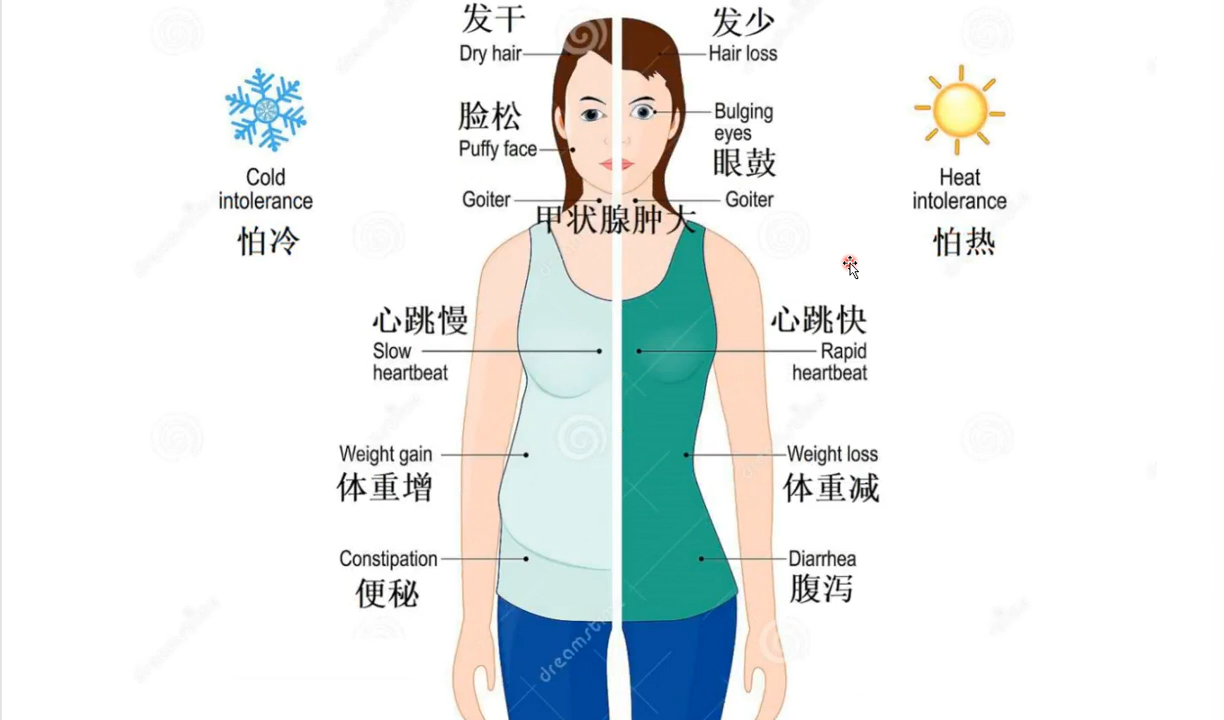 发干
Dry hair
发少
Hair loss
脸松
Puffy face
Bulging
eyes
眼鼓
Goiter
Goiter
甲状腺肿大
Cold
intolerance
怕冷
Heat
intolerance
怕热
心跳慢
Slow
heartbeat
心跳快
Rapid
heartbeat
Weight gain
体重增
Weight loss
体重减
Constipation
便秘
Diarrhea
腹泻
dreamstime